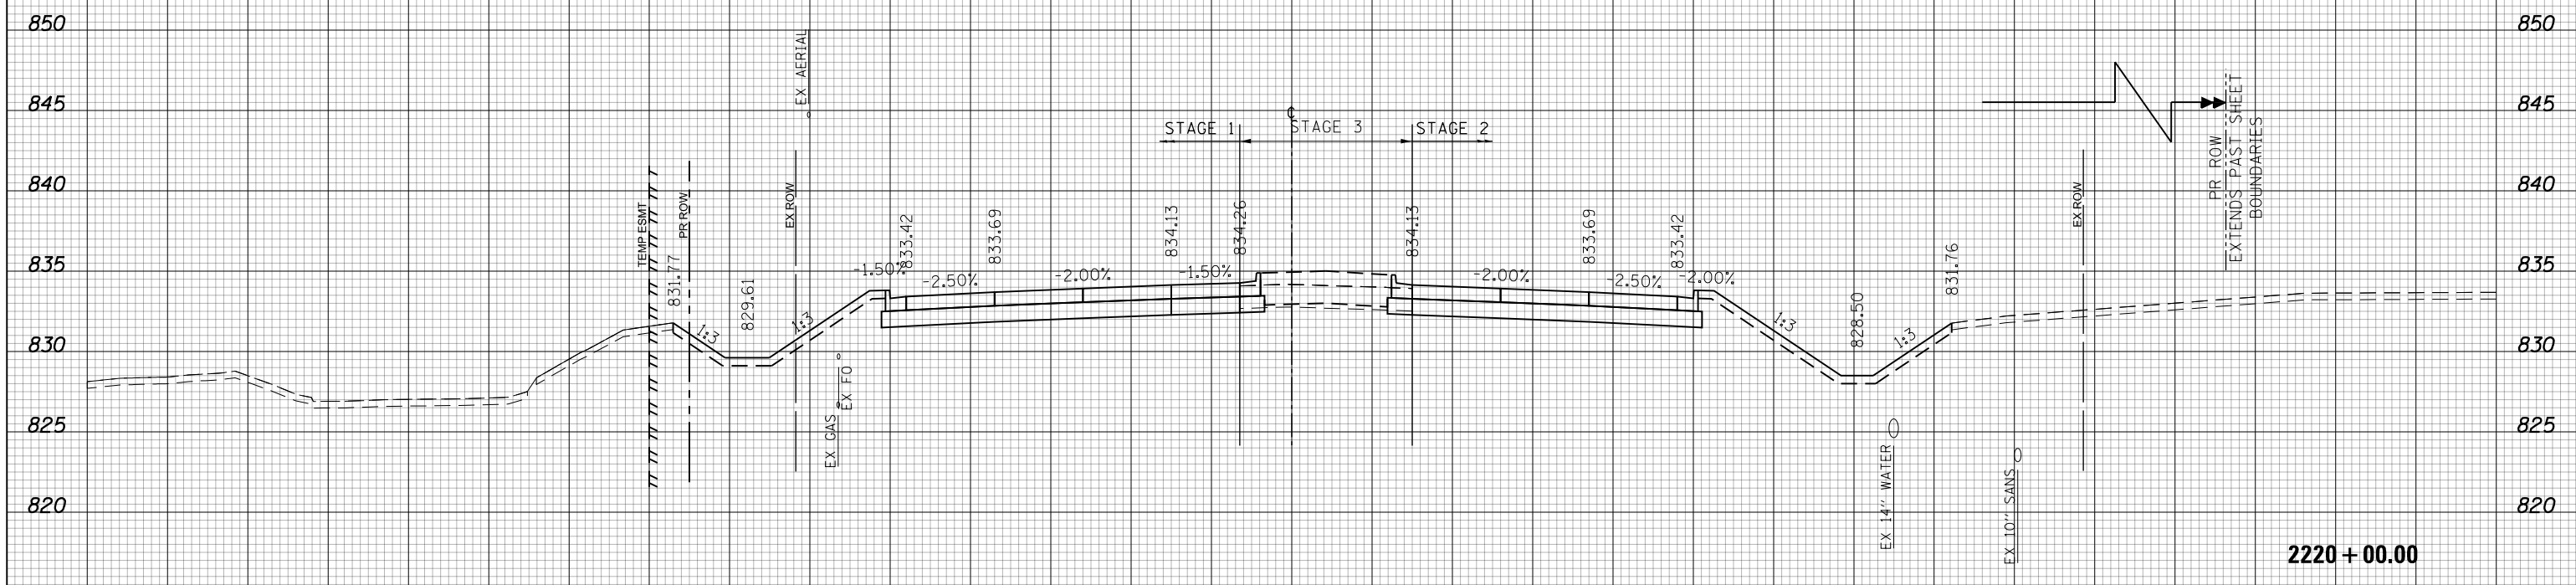 850
850
EX AERIAL
845
845
STAGE 1
℄
STAGE 3
STAGE 2
PR ROW
EXTENDS PAST SHEET
BOUNDARIES
840
840
TEMP ESMT
PR ROW
EX ROW
EX ROW
831.77
829.61
833.42
833.69
834.13
834.26
834.13
833.69
833.42
831.76
835
835
-1.50%
-2.50%
-2.00%
-1.50%
-2.00%
-2.50%
-2.00%
1:3
1:3
1:3
828.50
1:3
830
830
EX GAS
EX FO
825
825
EX 14'' WATER
EX 10'' SANS
820
820
2220+00.00